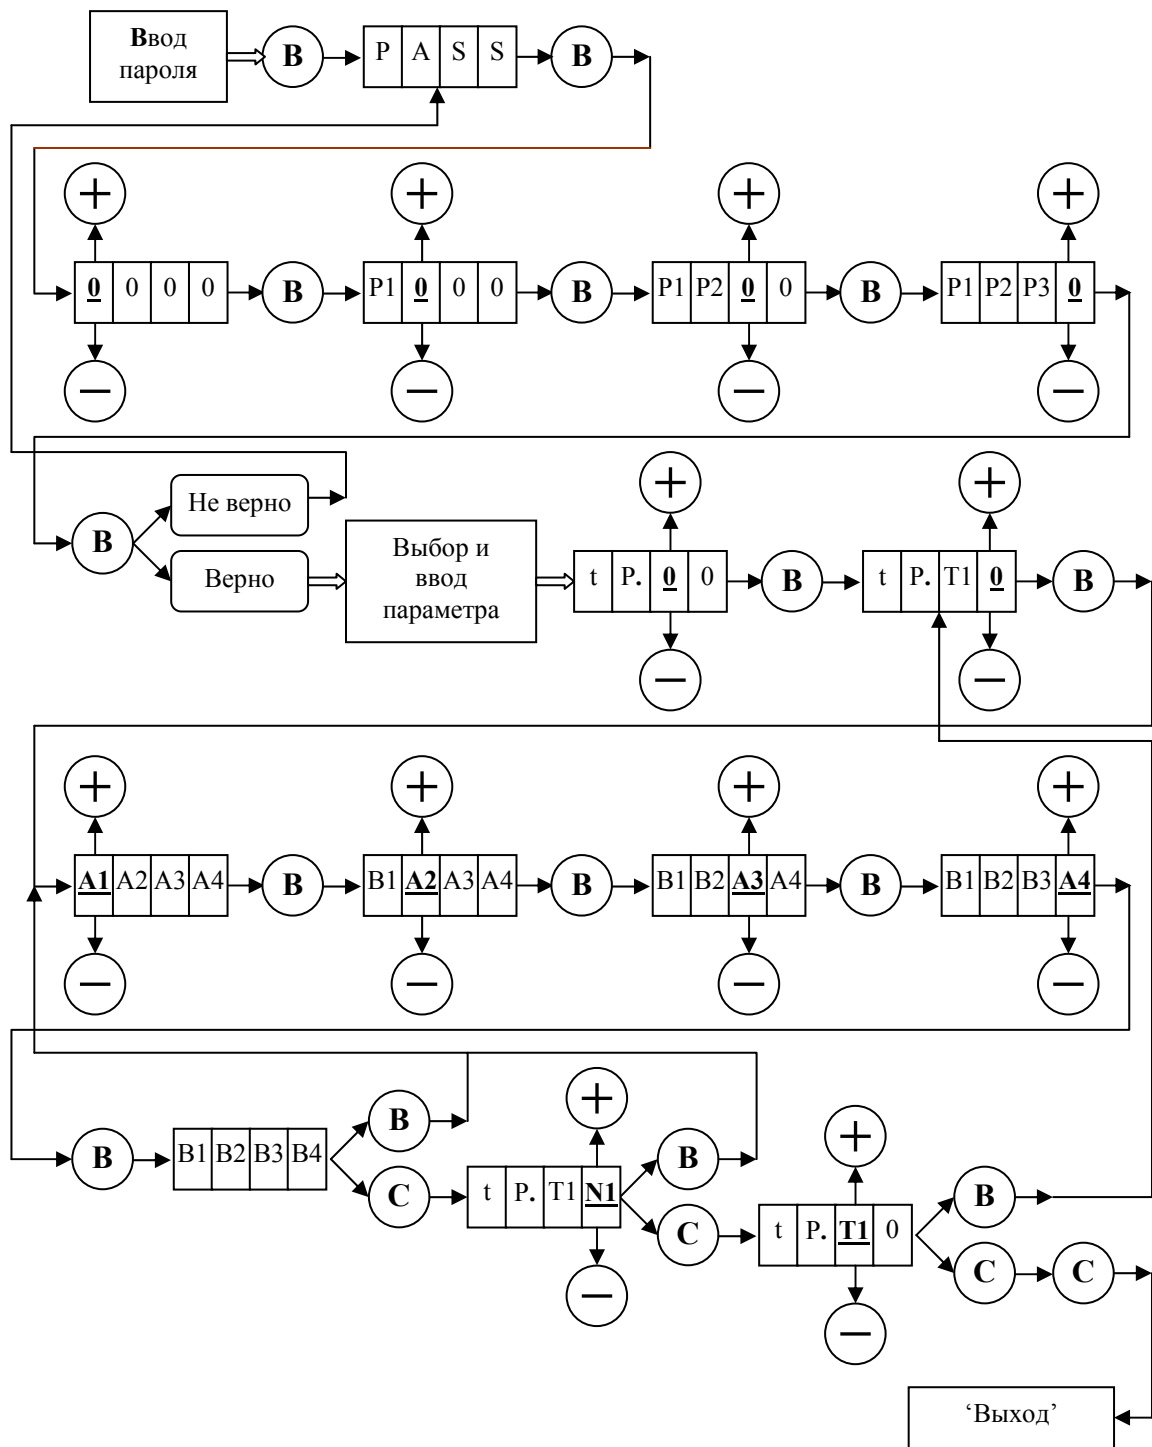 Ввод
пароля
В
P A S S
В
+ + + +
0 0 0 0
В
P1 0 0 0
В
P1 P2 0 0
В
P1 P2 P3 0
− − − −
Не верно
В
Верно
Выбор и
ввод
параметра
+ +
t P. 0 0
В
t P. T1 0
В
− −
+ + + +
A1 A2 A3 A4
В
B1 A2 A3 A4
В
B1 B2 A3 A4
В
B1 B2 B3 A4
− − − −
В
B1 B2 B3 B4
В
С
+
t P. T1 N1
−
В
С
+
t P. T1 0
−
В
С
С
‘Выход’